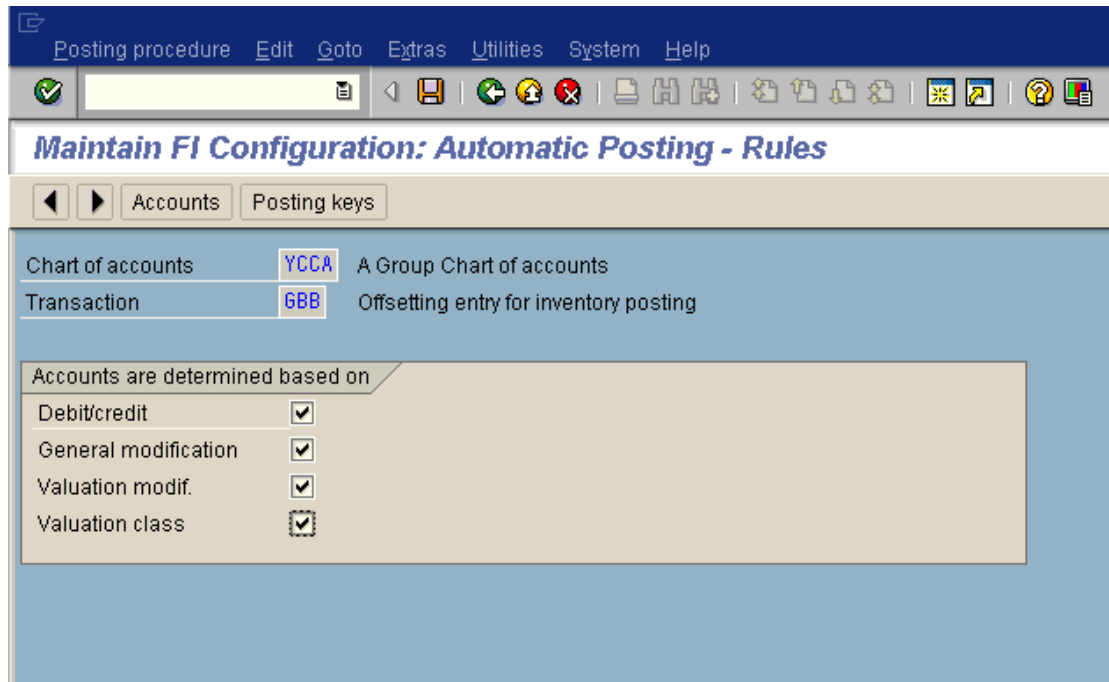 Posting procedure Edit Goto Extras Utilities System Help
Maintain FI Configuration: Automatic Posting - Rules
Accounts Posting keys
Chart of accounts YCCA A Group Chart of accounts
Transaction GBB Offsetting entry for inventory posting
Accounts are determined based on
Debit/credit
General modification
Valuation modif.
Valuation class